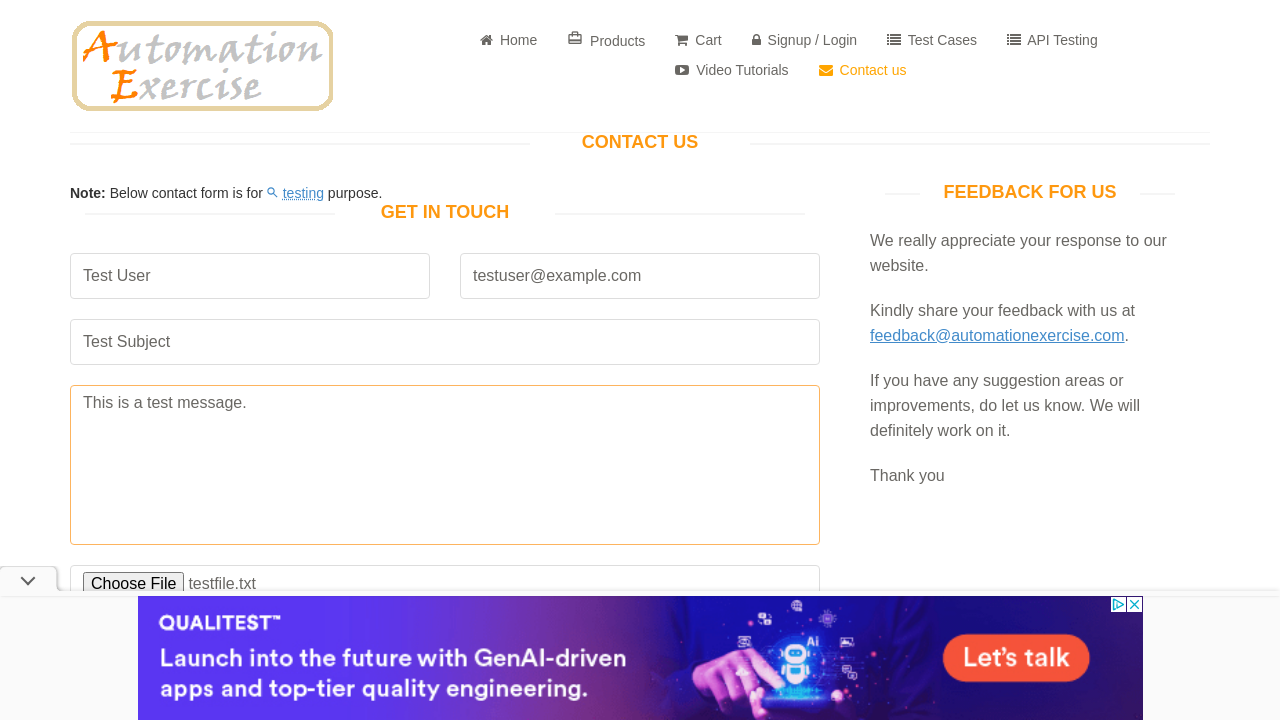 Automation
Exercise
Home
Products
Cart
Signup / Login
Test Cases
API Testing
Video Tutorials
Contact us
CONTACT US
Note: Below contact form is for testing purpose.
GET IN TOUCH
Test User
testuser@example.com
Test Subject
This is a test message.
Choose File testfile.txt
FEEDBACK FOR US
We really appreciate your response to our
website.
Kindly share your feedback with us at
feedback@automationexercise.com.
If you have any suggestion areas or
improvements, do let us know. We will
definitely work on it.
Thank you
QUALITEST™
Launch into the future with GenAI-driven
apps and top-tier quality engineering.
Ai
Let's talk